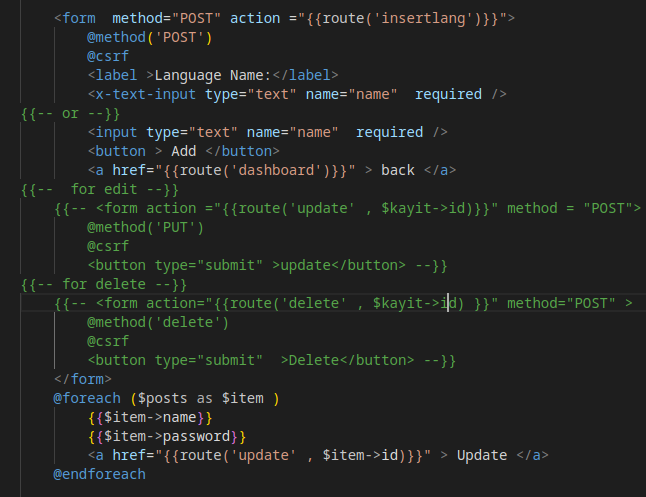 <form  method="POST" action ="{{route('insertlang')}}">
@method('POST')
@csrf
<label >Language Name:</label>
<x-text-input type="text" name="name"  required />
{{-- or --}}
<input type="text" name="name"  required />
<button > Add </button>
<a href="{{route('dashboard')}}" > back </a>
{{--  for edit --}}
{{-- <form action ="{{route('update' , $kayit->id)}}" method = "POST">
@method('PUT')
@csrf
<button type="submit" >update</button> --}}
{{-- for delete --}}
{{-- <form action="{{route('delete' , $kayit->id) }}" method="POST" >
@method('delete')
@csrf
<button type="submit"  >Delete</button> --}}
</form>
@foreach ($posts as $item )
{{$item->name}}
{{$item->password}}
<a href="{{route('update' , $item->id)}}" > Update </a>
@endforeach